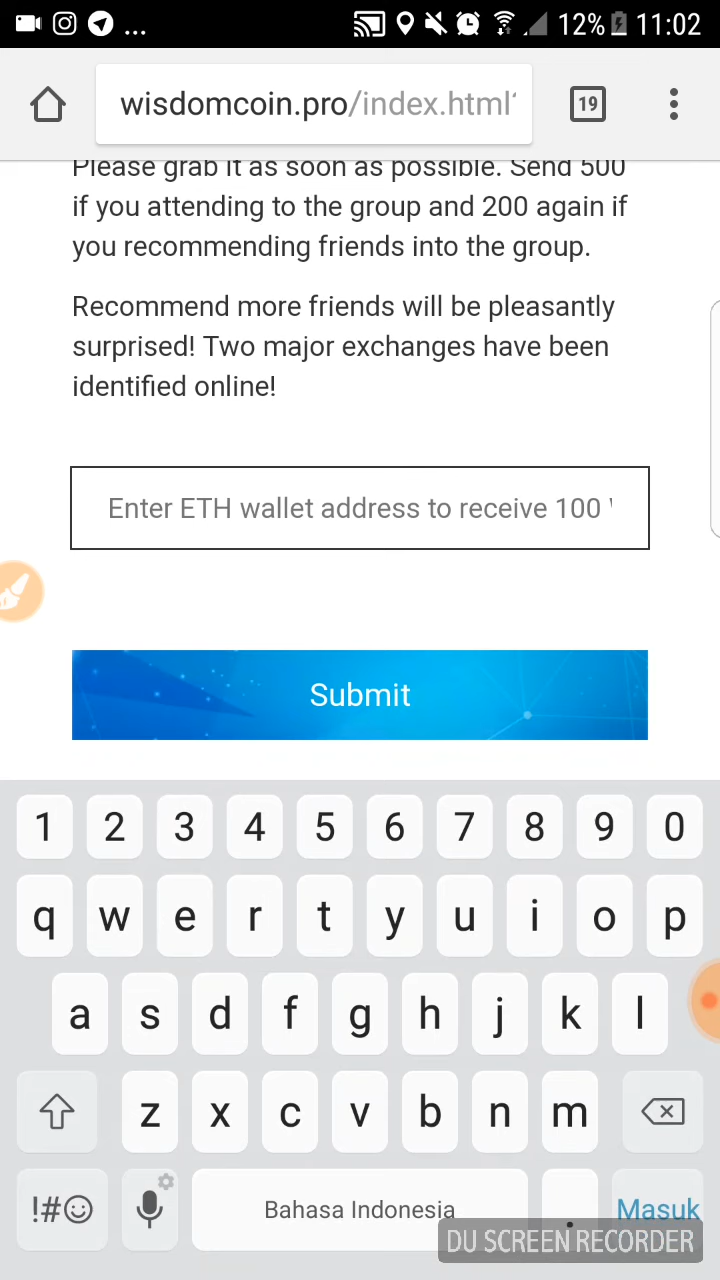 ... 12% 11:02
wisdomcoin.pro/index.html
19
Please grab it as soon as possible. Send 500
if you attending to the group and 200 again if
you recommending friends into the group.
Recommend more friends will be pleasantly
surprised! Two major exchanges have been
identified online!
Enter ETH wallet address to receive 100
Submit
1 2 3 4 5 6 7 8 9 0
q w e r t y u i o p
a s d f g h j k l
z x c v b n m
!#☺ Bahasa Indonesia . Masuk
DU SCREEN RECORDER